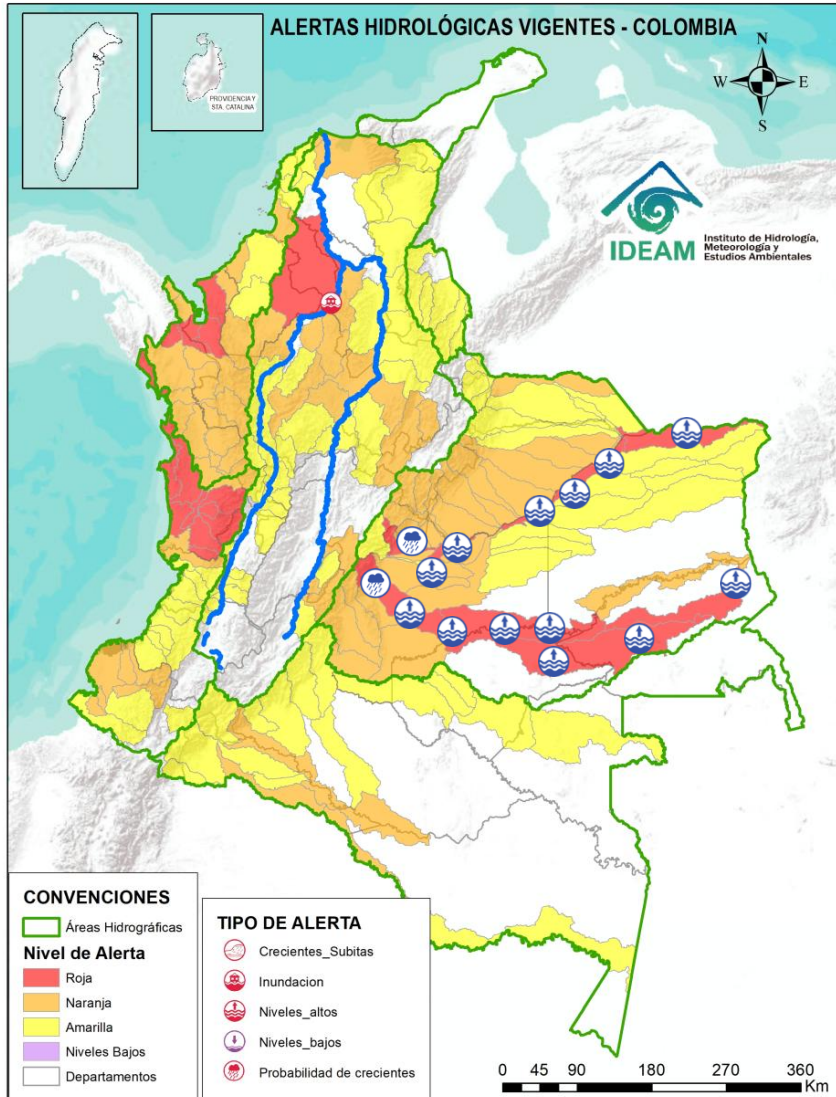 ALERTAS HIDROLÓGICAS VIGENTES - COLOMBIA
PROVIDENCIA Y
STA. CATALINA
N
W
E
S
IDEAM
Instituto de Hidrología,
Meteorología y
Estudios Ambientales
CONVENCIONES
Áreas Hidrográficas
Nivel de Alerta
Roja
Naranja
Amarilla
Niveles Bajos
Departamentos
TIPO DE ALERTA
Crecientes_Subitas
Inundacion
Niveles_altos
Niveles_bajos
Probabilidad de crecientes
0 45 90 180 270 360
Km